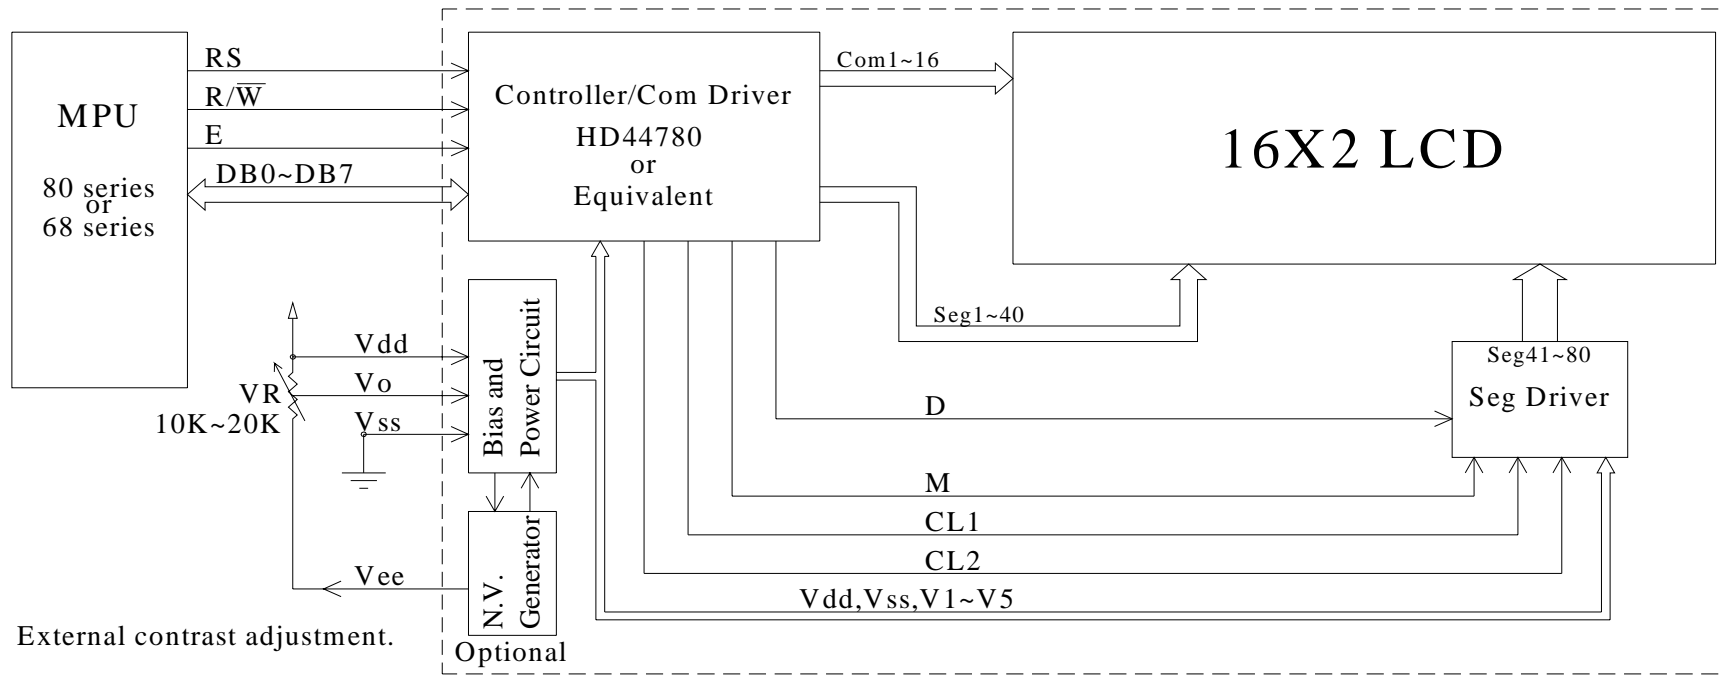 MPU
80 series
or
68 series
RS
R/W̅
E
DB0~DB7
Controller/Com Driver
HD44780
or
Equivalent
Com1~16
16X2 LCD
Seg1~40
Seg41~80
Seg Driver
Vdd
Vo
Vss
VR
10K~20K
Bias and
Power Circuit
D
M
CL1
CL2
Vdd,Vss,V1~V5
Vee
N.V.
Generator
External contrast adjustment.
Optional